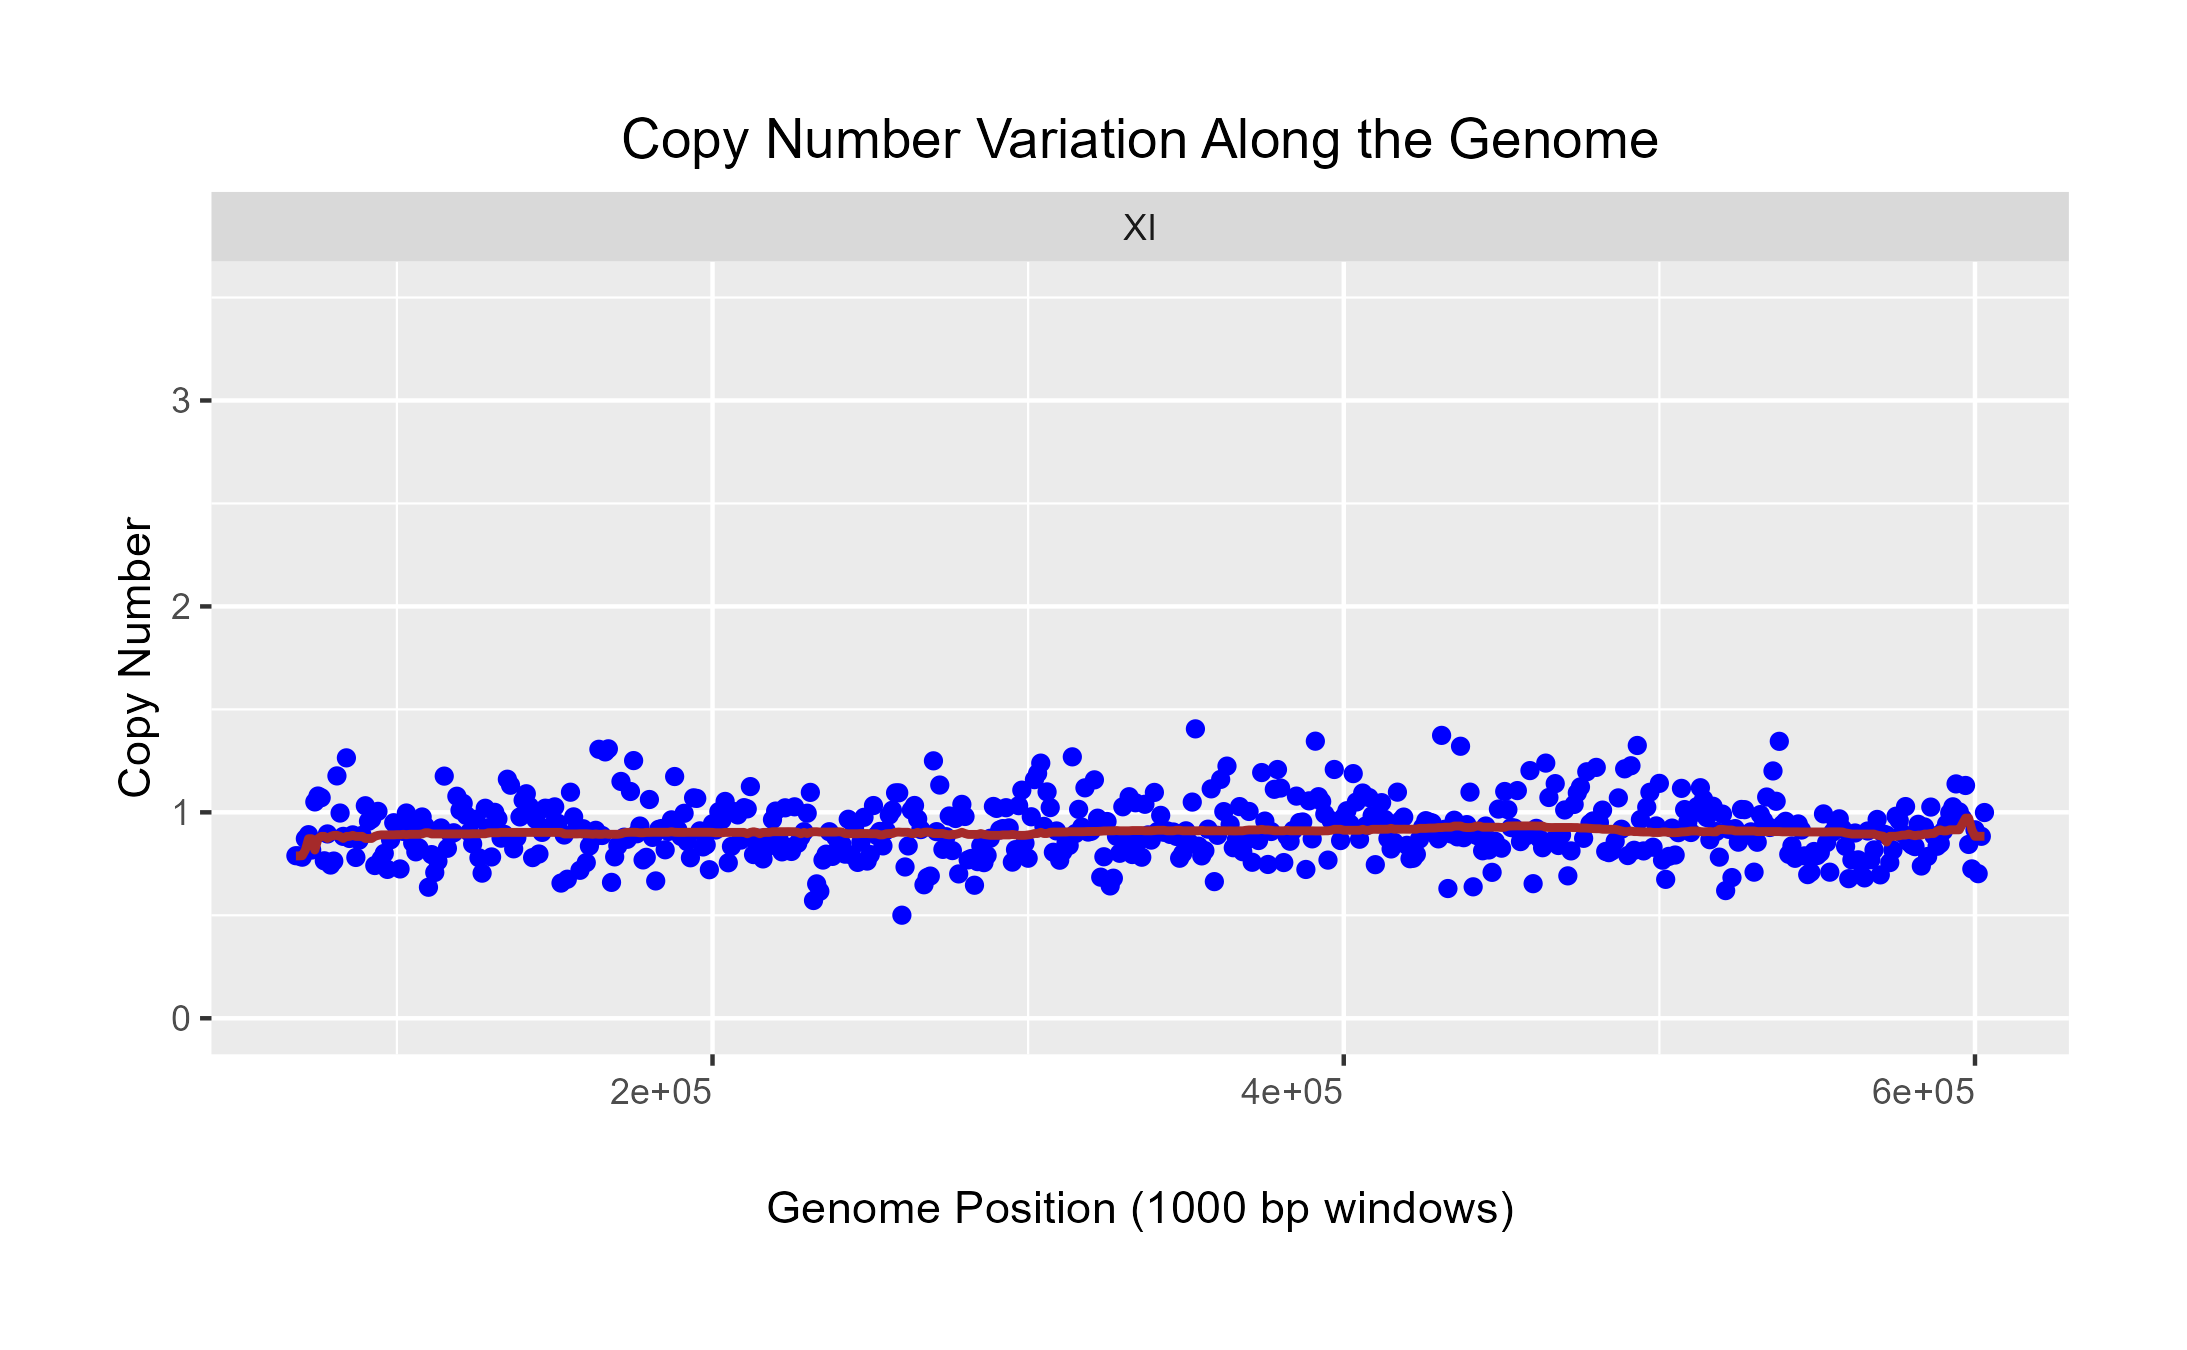 Copy Number Variation Along the Genome
XI
Copy Number
3
2
1
0
2e+05
4e+05
6e+05
Genome Position (1000 bp windows)